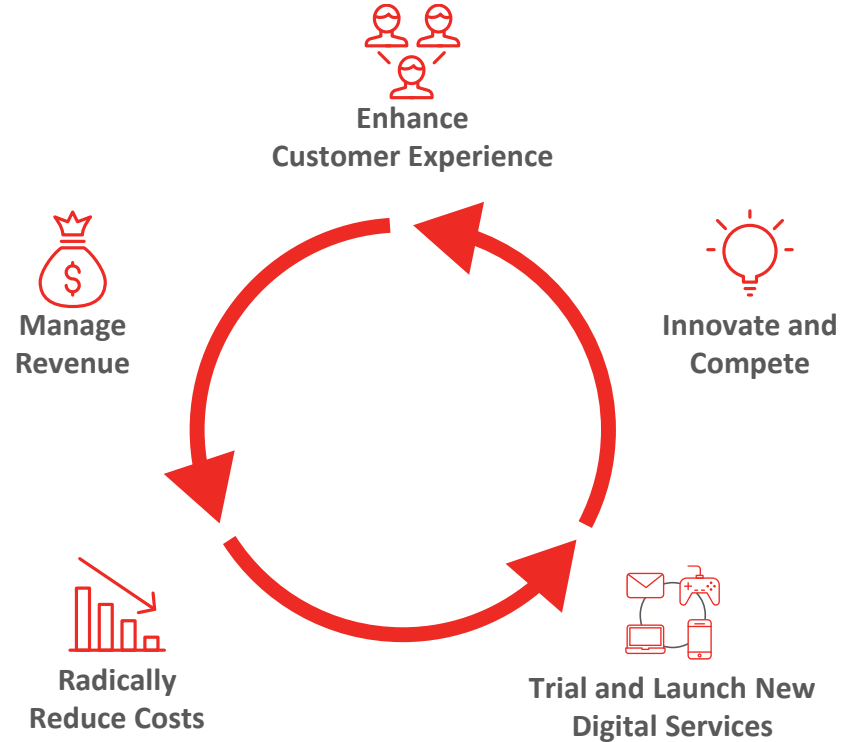 Enhance
Customer Experience
$
Manage
Revenue
Innovate and
Compete
Radically
Reduce Costs
Trial and Launch New
Digital Services